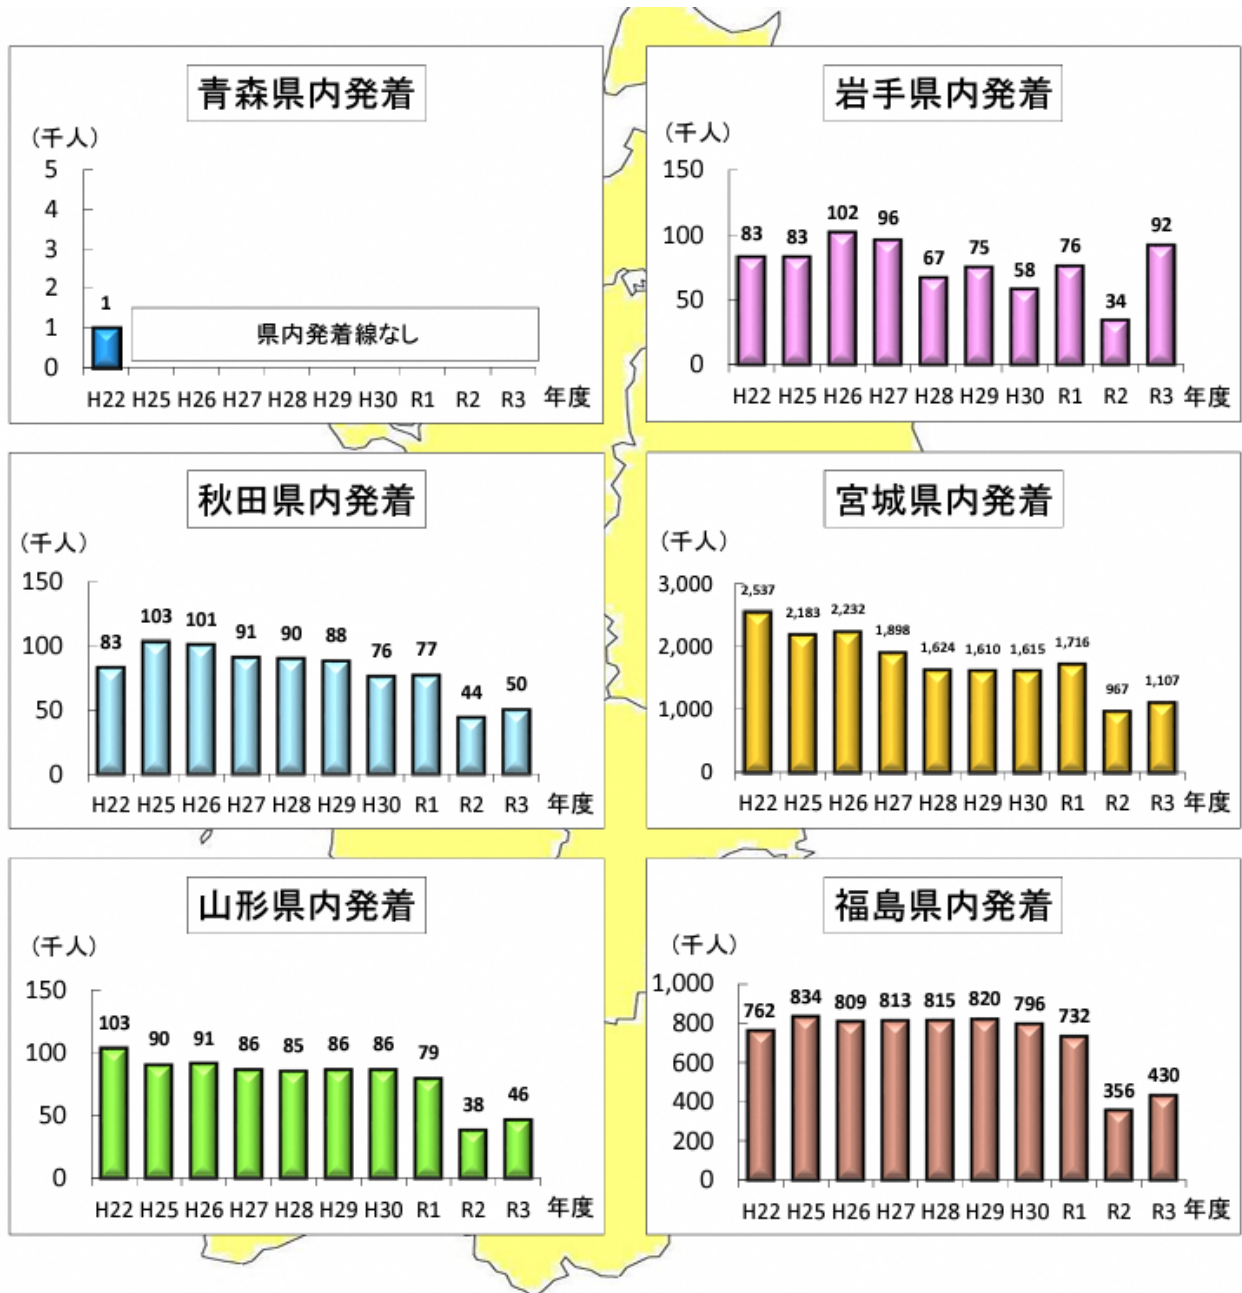 青森県内発着
(千人)
5
4
3
2
1
0
1
県内発着線なし
H22 H25 H26 H27 H28 H29 H30 R1 R2 R3 年度
岩手県内発着
(千人)
150
100
50
0
83 83 102 96 67 75 58 76 34 92
H22 H25 H26 H27 H28 H29 H30 R1 R2 R3 年度
秋田県内発着
(千人)
150
100
50
0
83 103 101 91 90 88 76 77 44 50
H22 H25 H26 H27 H28 H29 H30 R1 R2 R3 年度
宮城県内発着
(千人)
3,000
2,000
1,000
0
2,537 2,183 2,232 1,898 1,624 1,610 1,615 1,716 967 1,107
H22 H25 H26 H27 H28 H29 H30 R1 R2 R3 年度
山形県内発着
(千人)
150
100
50
0
103 90 91 86 85 86 86 79 38 46
H22 H25 H26 H27 H28 H29 H30 R1 R2 R3 年度
福島県内発着
(千人)
1,000
800
600
400
200
0
762 834 809 813 815 820 796 732 356 430
H22 H25 H26 H27 H28 H29 H30 R1 R2 R3 年度